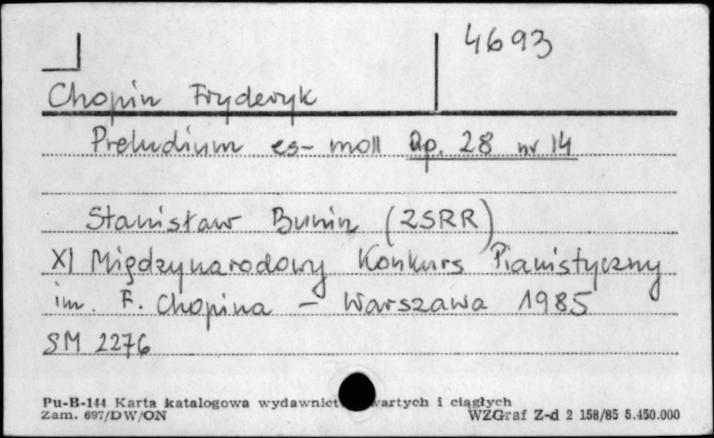 4693
Chopin Fryderyk
Preludium es-moll Op. 28 nr 14
Stanisław Bunin (ZSRR)
XI Międzynarodowy Konkurs Pianistyczny
im. F. Chopina – Warszawa 1985
SM 2276
Pu-B-144 Karta katalogowa wydawnict wartych i ciągłych
Zam. 697/DW/ON WZGraf Z-d 2 158/85 5.450.000